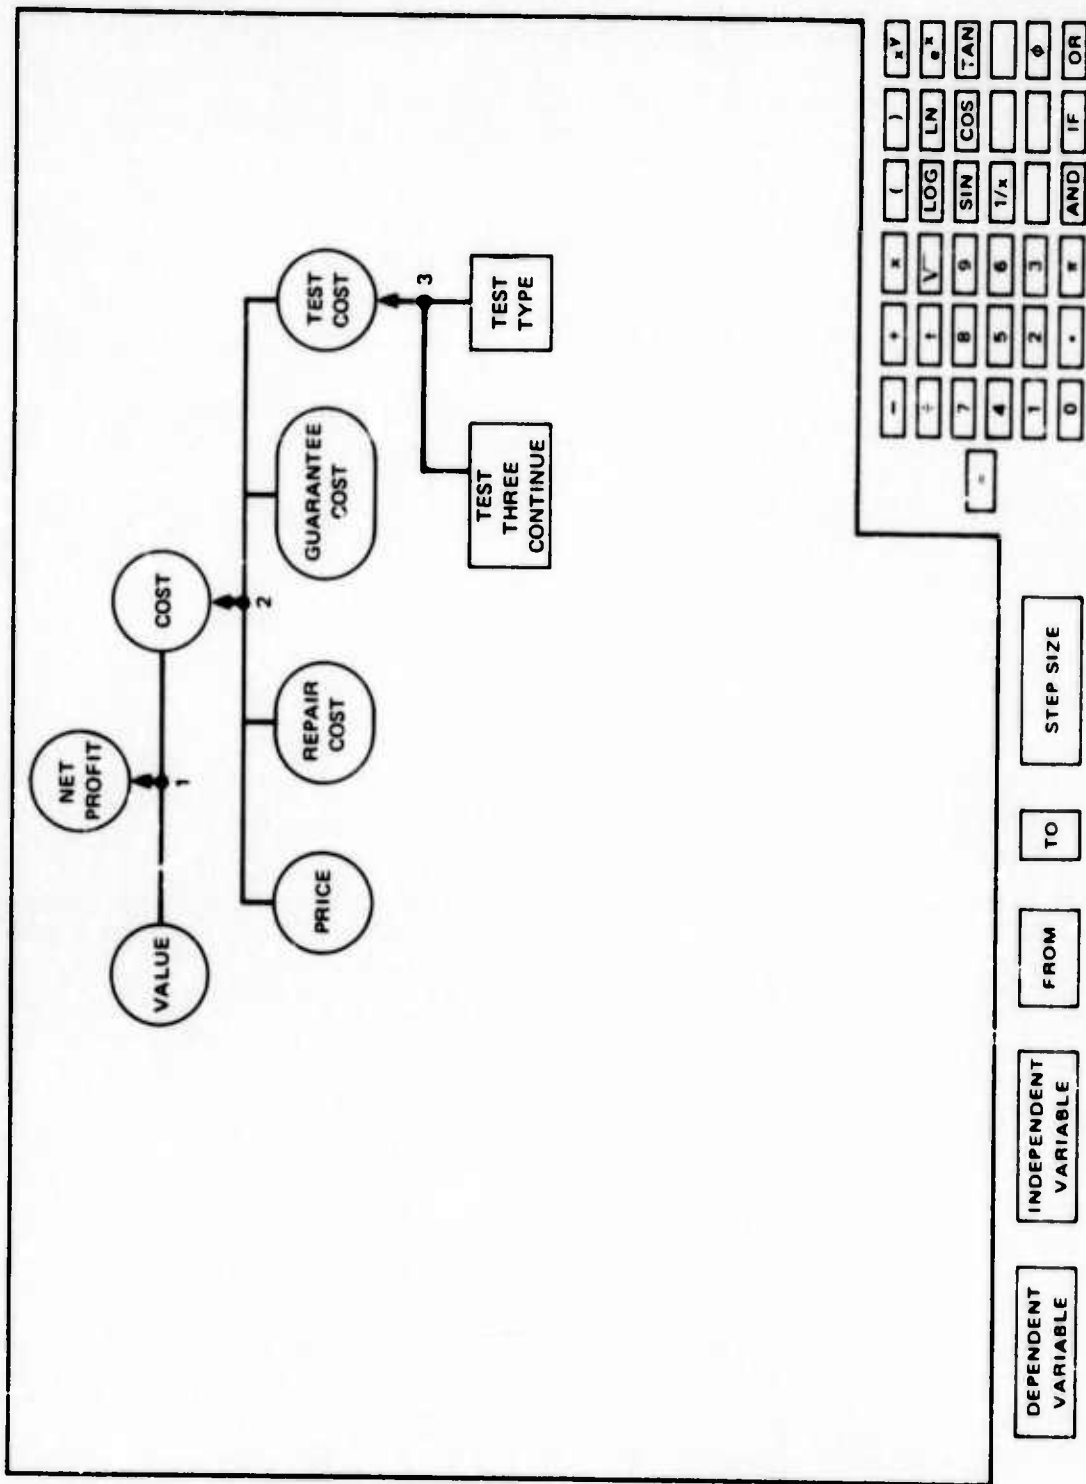 NET
PROFIT
1
VALUE
COST
2
PRICE
REPAIR
COST
GUARANTEE
COST
TEST
COST
3
TEST
THREE
CONTINUE
TEST
TYPE
− + × ( ) xʸ
÷ ↑ √ LOG LN eˣ
7 8 9 SIN COS TAN
=
4 5 6 1/x
1 2 3 ϕ
0 • π AND IF OR
DEPENDENT
VARIABLE
INDEPENDENT
VARIABLE
FROM
TO
STEP SIZE